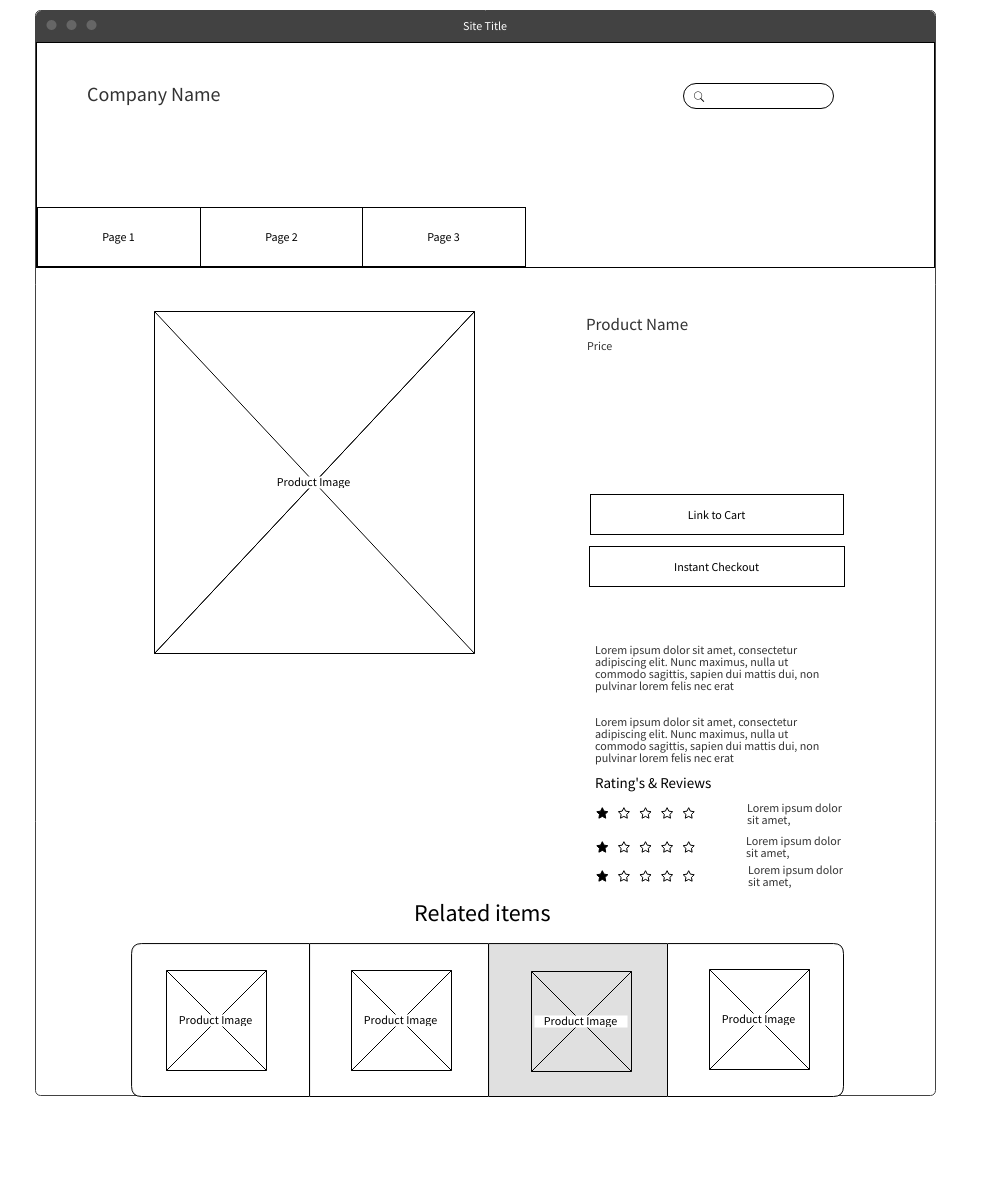 Site Title
Company Name
Page 1
Page 2
Page 3
Product Image
Product Name
Price
Link to Cart
Instant Checkout
Lorem ipsum dolor sit amet, consectetur
adipiscing elit. Nunc maximus, nulla ut
commodo sagittis, sapien dui mattis dui, non
pulvinar lorem felis nec erat
Lorem ipsum dolor sit amet, consectetur
adipiscing elit. Nunc maximus, nulla ut
commodo sagittis, sapien dui mattis dui, non
pulvinar lorem felis nec erat
Rating's & Reviews
Lorem ipsum dolor
sit amet,
Lorem ipsum dolor
sit amet,
Lorem ipsum dolor
sit amet,
Related items
Product Image
Product Image
Product Image
Product Image